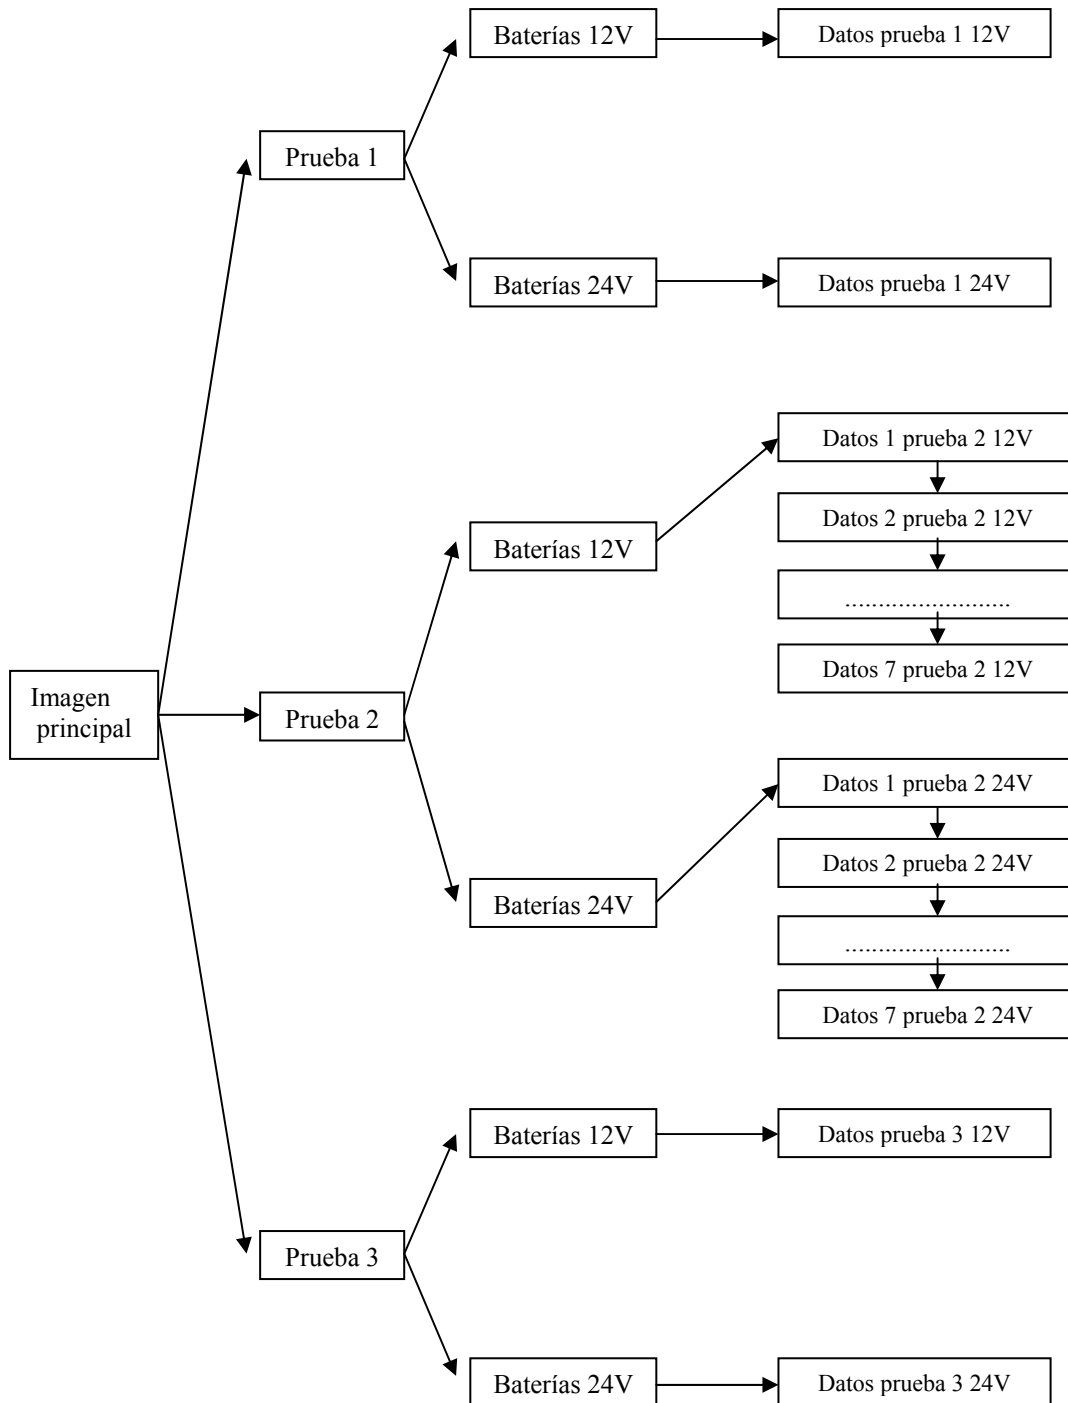 Baterías 12V
Datos prueba 1 12V
Prueba 1
Baterías 24V
Datos prueba 1 24V
Datos 1 prueba 2 12V
Datos 2 prueba 2 12V
Baterías 12V
.........................
Datos 7 prueba 2 12V
Imagen
principal
Prueba 2
Datos 1 prueba 2 24V
Datos 2 prueba 2 24V
Baterías 24V
.........................
Datos 7 prueba 2 24V
Baterías 12V
Datos prueba 3 12V
Prueba 3
Baterías 24V
Datos prueba 3 24V